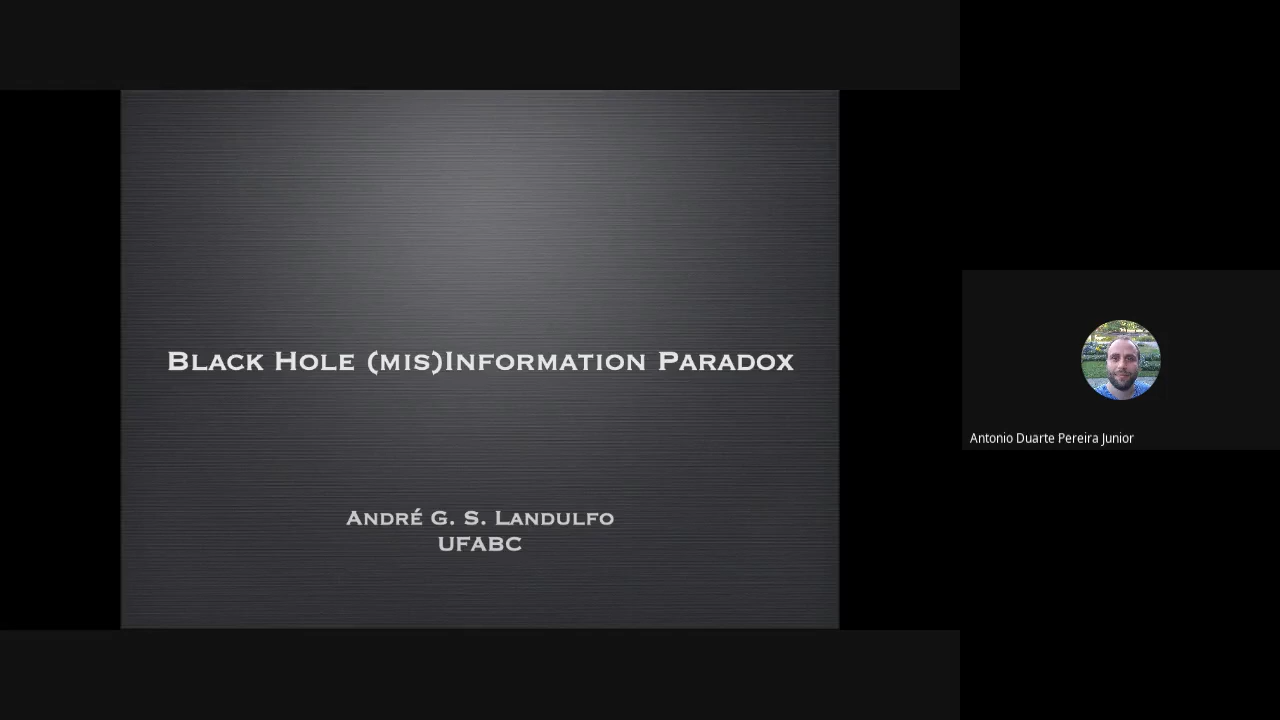 Black Hole (mis)Information Paradox
André G. S. Landulfo
UFABC
Antonio Duarte Pereira Junior